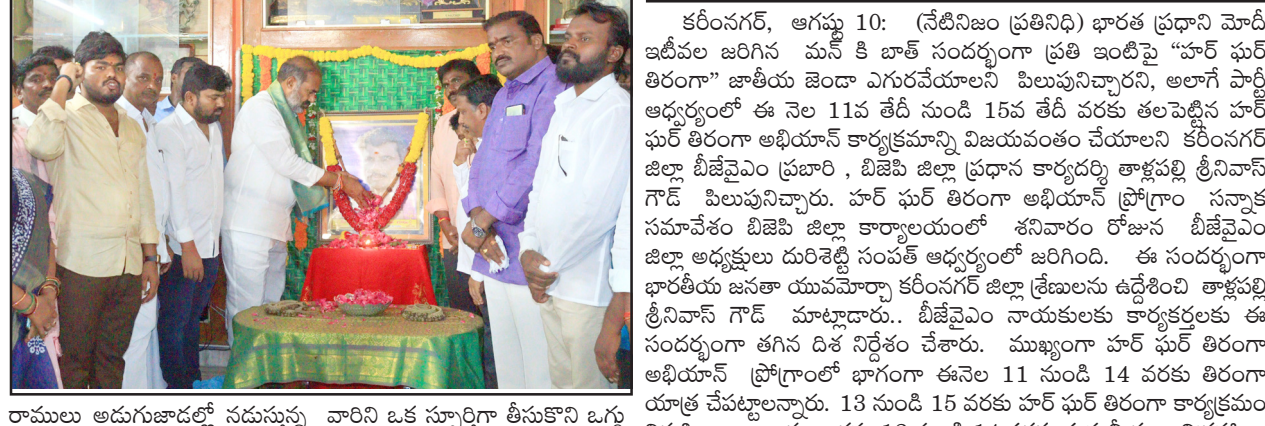 కరీంనగర్, ఆగష్టు 10: (నేటినిజం ప్రతినిధి) భారత ప్రధాని మోదీ
ఇటీవల జరిగిన మన్ కి బాత్ సందర్భంగా ప్రతి ఇంటిపై “హర్ ఘర్
తిరంగా” జాతీయ జెండా ఎగురవేయాలని పిలుపునిచ్చారని, అలాగే పార్టీ
ఆధ్వర్యంలో ఈ నెల 11వ తేదీ నుండి 15వ తేదీ వరకు తలపెట్టిన హర్
ఘర్ తిరంగా అభియాన్ కార్యక్రమాన్ని విజయవంతం చేయాలని కరీంనగర్
జిల్లా బీజేవైఎం ప్రబారి , బిజెపి జిల్లా ప్రధాన కార్యదర్శి తాళ్లపల్లి శ్రీనివాస్
గౌడ్ పిలుపునిచ్చారు. హర్ ఘర్ తిరంగా అభియాన్ ప్రోగ్రాం సన్నాక
సమావేశం బిజెపి జిల్లా కార్యాలయంలో శనివారం రోజున బీజేవైఎం
జిల్లా అధ్యక్షులు దురిశెట్టి సంపత్ ఆధ్వర్యంలో జరిగింది. ఈ సందర్భంగా
భారతీయ జనతా యువమోర్చా కరీంనగర్ జిల్లా శ్రేణులను ఉద్దేశించి తాళ్లపల్లి
శ్రీనివాస్ గౌడ్ మాట్లాడారు.. బీజేవైఎం నాయకులకు కార్యకర్తలకు ఈ
సందర్భంగా తగిన దిశ నిర్దేశం చేశారు. ముఖ్యంగా హర్ ఘర్ తిరంగా
అభియాన్ ప్రోగ్రాంలో భాగంగా ఈనెల 11 నుండి 14 వరకు తిరంగా
యాత్ర చేపట్టాలన్నారు. 13 నుండి 15 వరకు హర్ ఘర్ తిరంగా కార్యక్రమం
రాములు అడుగుజాడల్లో నడుస్తున్న వారిని ఒక స్ఫూర్తిగా తీసుకొని ఒగ్గు